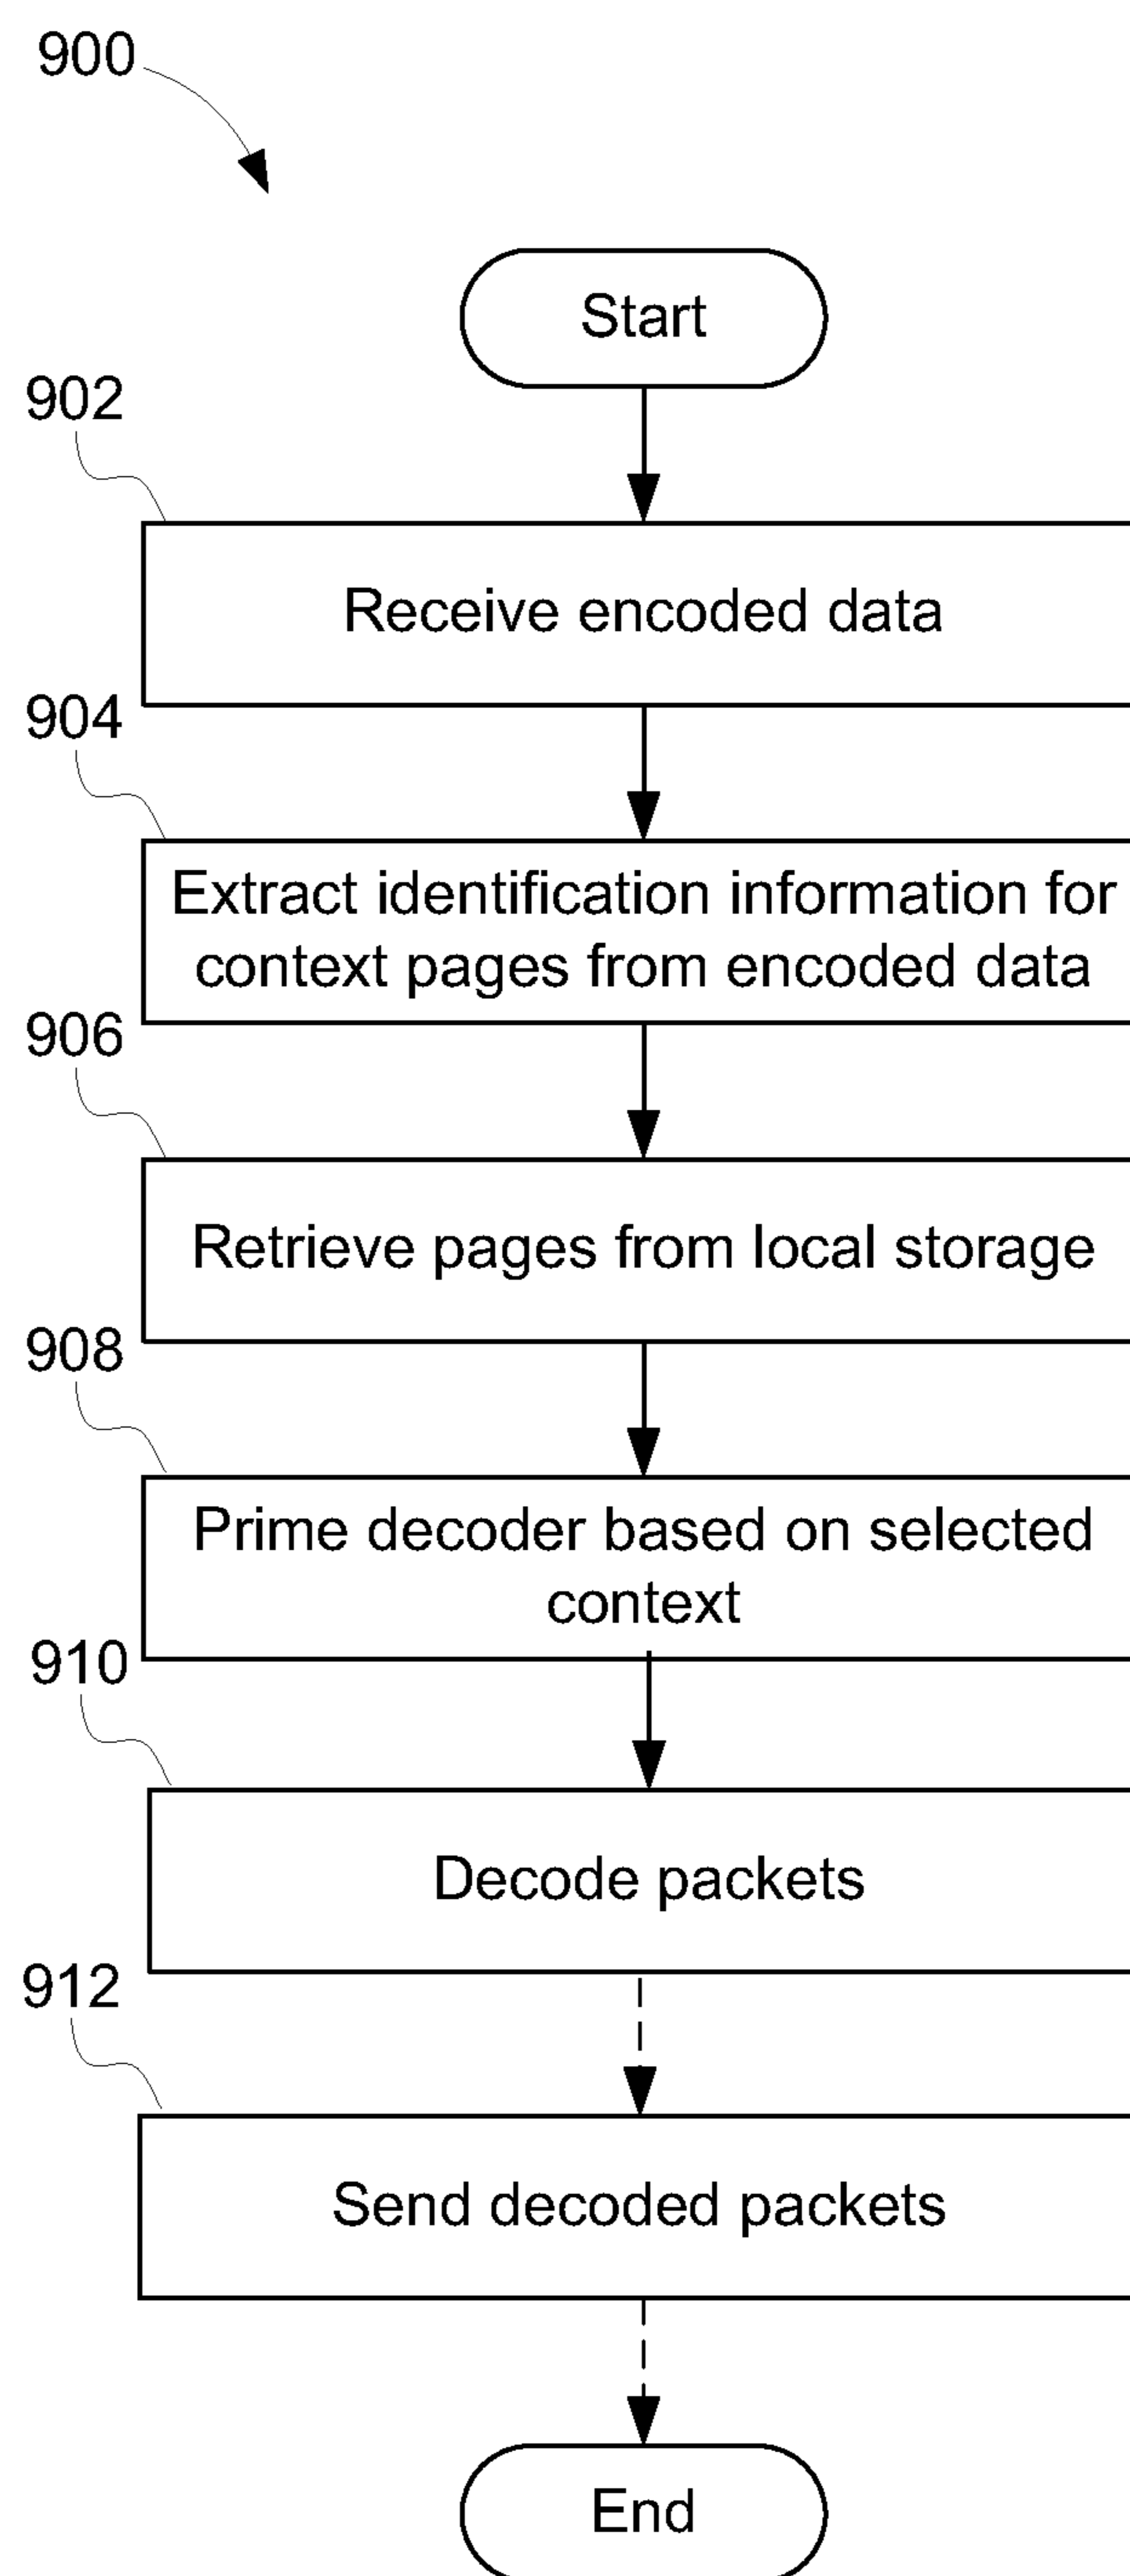 900
Start
902
Receive encoded data
904
Extract identification information for
context pages from encoded data
906
Retrieve pages from local storage
908
Prime decoder based on selected
context
910
Decode packets
912
Send decoded packets
End